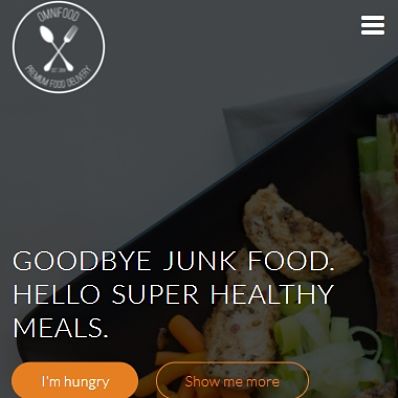 OMNIFOOD
PREMIUM FOOD DELIVERY
GOODBYE JUNK FOOD.
HELLO SUPER HEALTHY
MEALS.
I'm hungry
Show me more